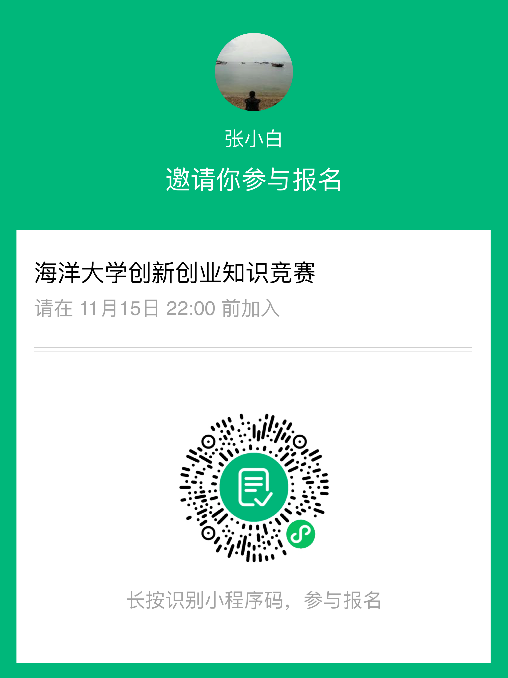 张小白
邀请你参与报名
海洋大学创新创业知识竞赛
请在 11月15日 22:00 前加入
长按识别小程序码，参与报名